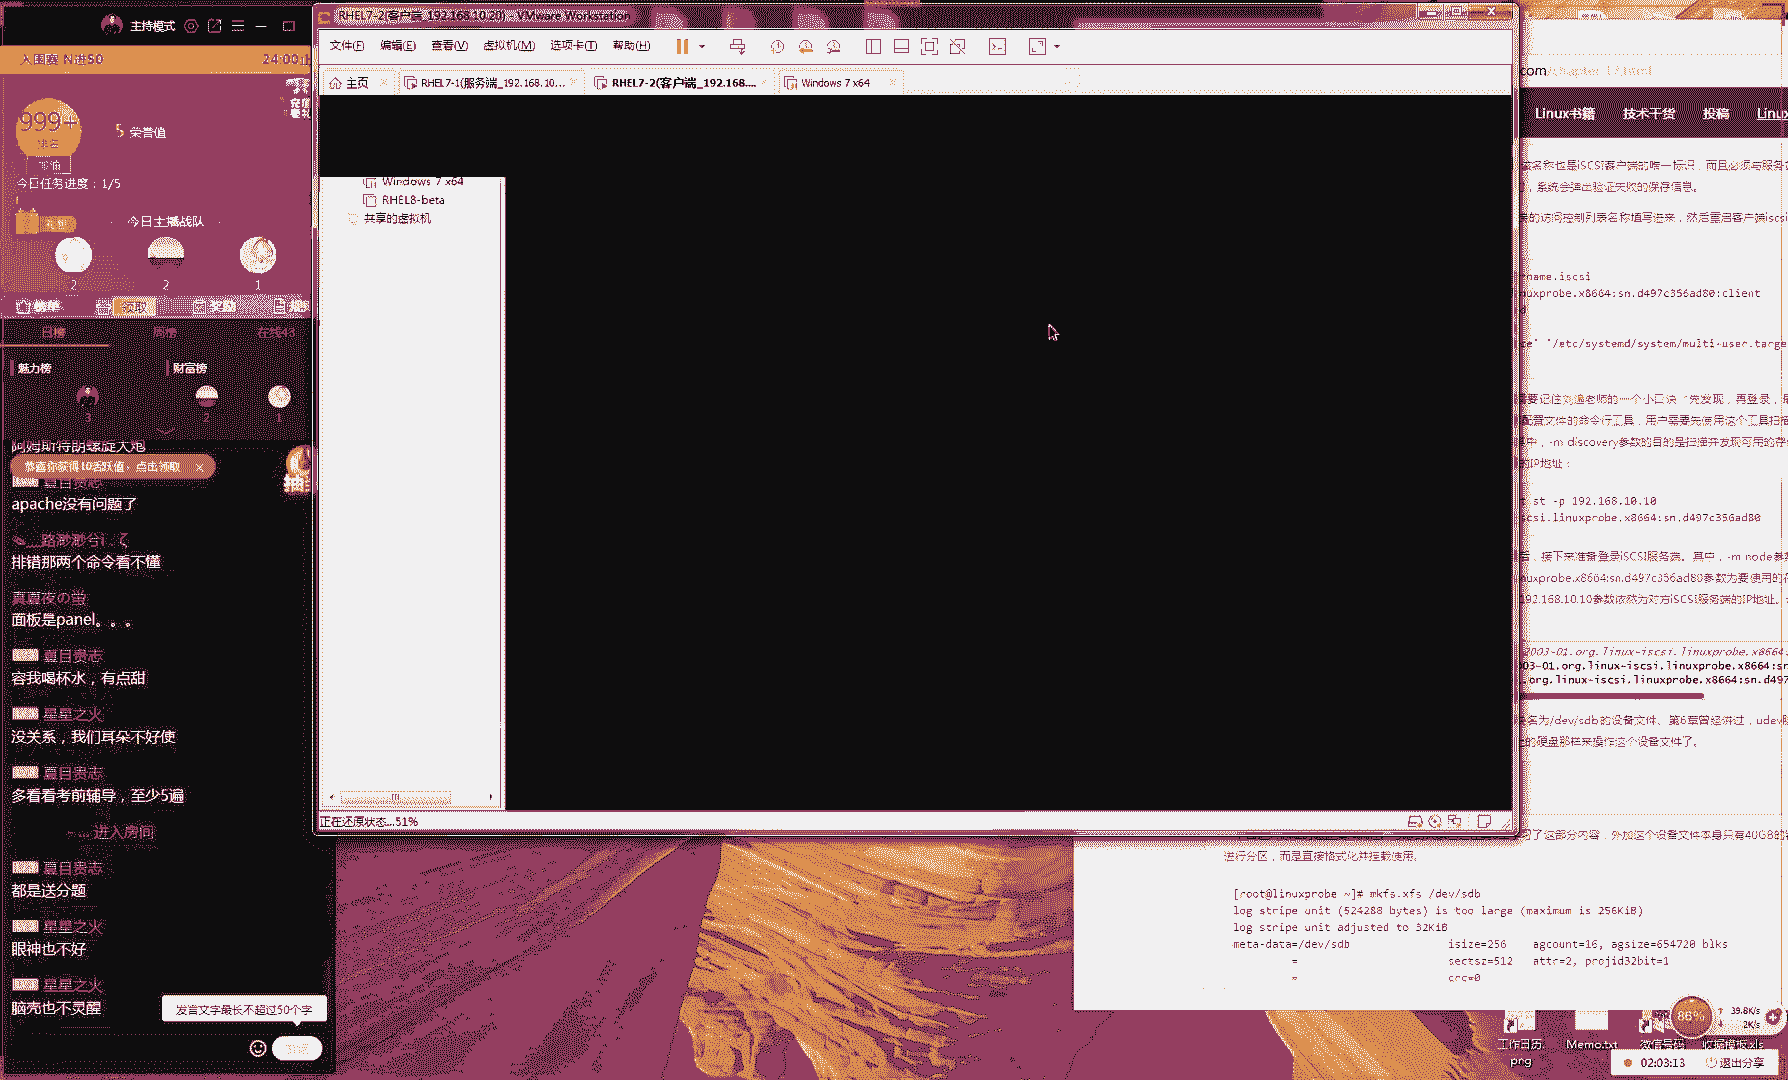 主持模式
入围赛 N进50
24:00止
999+
5 荣誉值
今日任务进度：1/5
今日主播战队
2
2
1
领取
奖励
日榜
周榜
在线43
魅力榜
财富榜
3
2
1
阿姆斯特朗螺旋大炮
恭喜你获得10活跃值，点击领取
夏目贵志
apache没有问题了
排错那两个命令看不懂
真夏夜の蛍
面板是panel。。。
夏目贵志
容我喝杯水，有点甜
星星之火
没关系，我们耳朵不好使
夏目贵志
多看看考前辅导，至少5遍
进入房间
夏目贵志
都是送分题
星星之火
眼神也不好
星星之火
脑壳也不灵醒
发言文字最长不超过50个字
RHEL7-2(客户端_192.168.10.20) - VMware Workstation
文件(F) 编辑(E) 查看(V) 虚拟机(M) 选项卡(T) 帮助(H)
主页
RHEL7-1(服务端_192.168.10...
RHEL7-2(客户端_192.168....
Windows 7 x64
Windows 7 x64
RHEL8-beta
共享的虚拟机
正在还原状态...51%
com/chapter-17.html
Linux书籍 技术干货 投稿 Linux
名称也是iSCSI客户端的唯一标识，而且必须与服务
，系统会弹出验证失败的保存信息。
的访问控制列表名称填写进来，然后重启客户端iscsi
name.iscsi
nuxprobe.x8664:sn.d497c356ad80:client
'/etc/systemd/system/multi-user.targe
要记住刘遄老师的一个小口诀"先发现，再登录，
配置文件的命令行工具，用户需要先使用这个工具扫描
中，-m discovery参数的目的是扫描并发现可用的存
的IP地址：
st -p 192.168.10.10
scsi.linuxprobe.x8664:sn.d497c356ad80
，接下来准备登录iSCSI服务端。其中，-m node参
nuxprobe.x8664:sn.d497c356ad80参数为要使用的存
192.168.10.10参数依然为对方iSCSI服务端的IP地址。
2003-01.org.linux-iscsi.linuxprobe.x8664:
03-01.org.linux-iscsi.linuxprobe.x8664:sn
.org.linux-iscsi.linuxprobe.x8664:sn.d497
名为/dev/sdb的设备文件。第6章曾经讲过，udev
的硬盘那样来操作这个设备文件了。
了这部分内容，外加这个设备文件本身只有40GB的
进行分区，而是直接格式化并挂载使用。
[root@linuxprobe ~]# mkfs.xfs /dev/sdb
log stripe unit (524288 bytes) is too large (maximum is 256KiB)
log stripe unit adjusted to 32KiB
meta-data=/dev/sdb isize=256 agcount=16, agsize=654720 blks
= sectsz=512 attr=2, projid32bit=1
= crc=0
86%
39.8K/s
2K/s
工作日历.png
Memo.txt
微信号码
收据模板.xls
02:03:13
退出分享